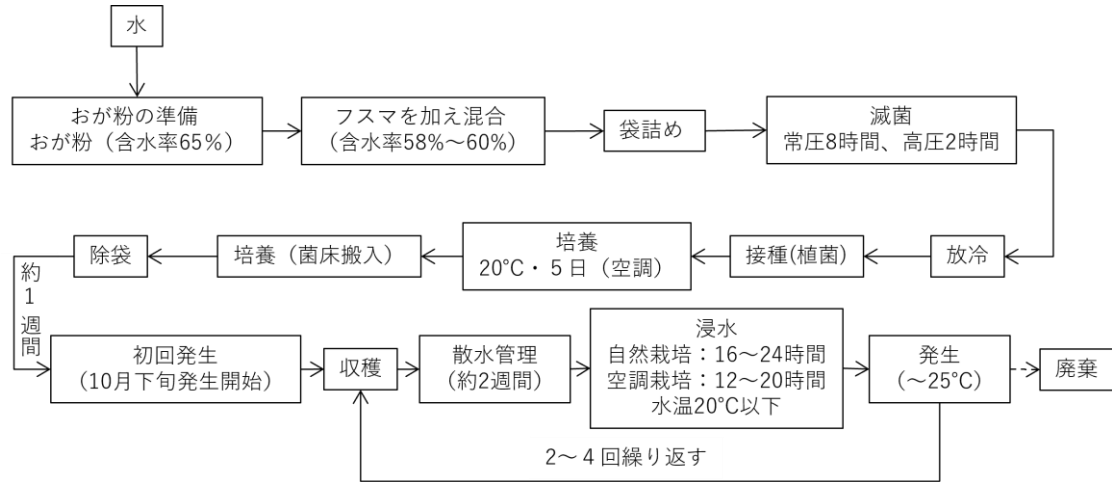 水
おが粉の準備
おが粉（含水率65%）
フスマを加え混合
（含水率58%～60%）
袋詰め
滅菌
常圧8時間、高圧2時間
放冷
接種(植菌)
培養
20°C・５日（空調）
培養（菌床搬入）
除袋
約１週間
初回発生
（10月下旬発生開始）
収穫
散水管理
（約2週間）
浸水
自然栽培：16～24時間
空調栽培：12～20時間
水温20°C以下
発生
（～25°C）
廃棄
2～４回繰り返す